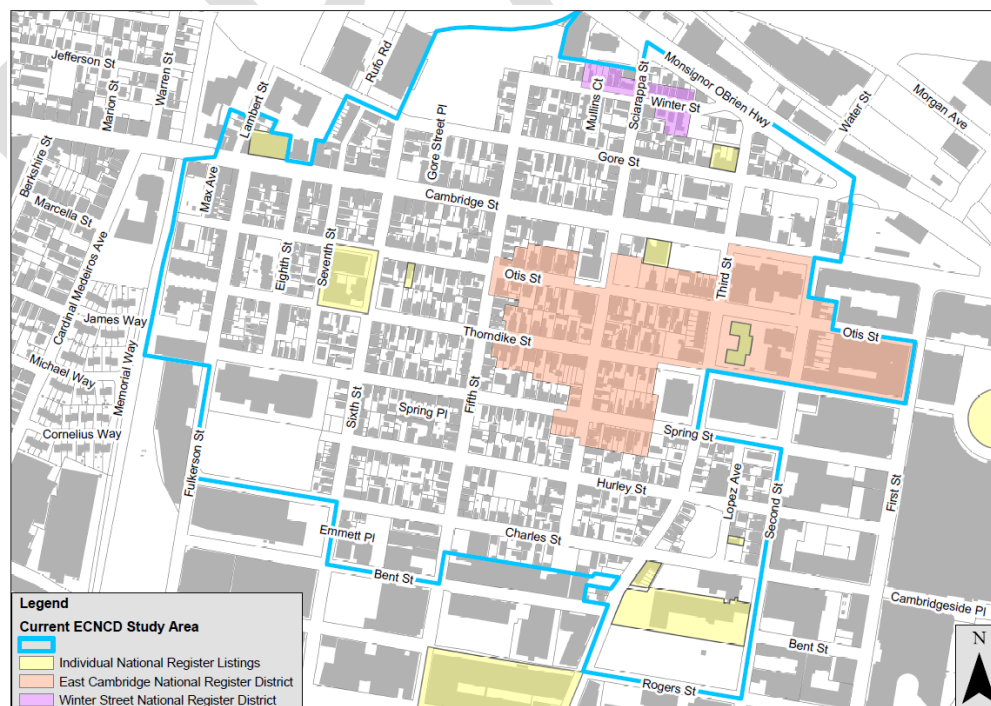 Jefferson St
Marion St
Warren St
Rufo Rd
Lambert St
Berkshire St
Marcella St
Cardinal Medeiros Ave
Max Ave
Gore Street Pl
Mullins Ct
Sciarappa St
Winter St
Monsignor OBrien Hwy
Water St
Morgan Ave
Gore St
Cambridge St
Eighth St
Seventh St
Otis St
Third St
Otis St
James Way
Michael Way
Memorial Way
Cornelius Way
Thorndike St
Sixth St
Spring Pl
Fifth St
Spring St
Fulkerson St
Hurley St
Lopez Ave
Second St
First St
Emmett Pl
Charles St
Bent St
Cambridgeside Pl
Bent St
Rogers St
Legend
Current ECNCD Study Area
Individual National Register Listings
East Cambridge National Register District
Winter Street National Register District
N